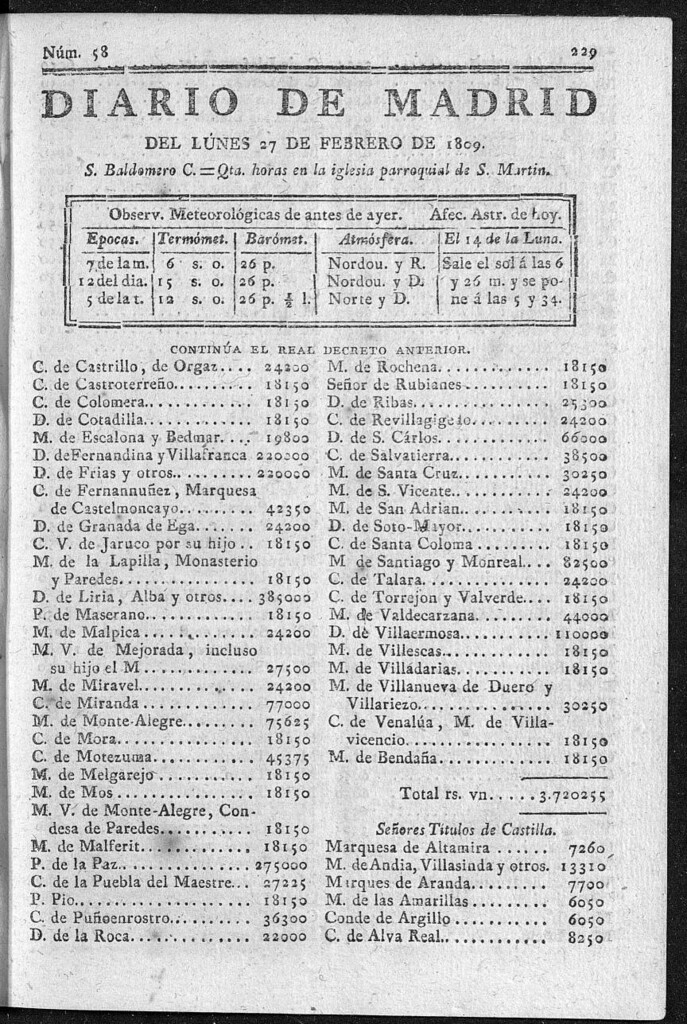 Núm. 58 229
DIARIO DE MADRID
DEL LÚNES 27 DE FEBRERO DE 1809.
S. Baldomero C. = Qta. horas en la iglesia parroquial de S. Martin.
Observ. Meteorológicas de antes de ayer. Afec. Astr. de hoy.
Epocas. Termómet. Barómet. Atmósfera. El 14 de la Luna.
7 de la m. 6 s. o. 26 p. Nordou. y R. Sale el sol á las 6
12 del dia. 15 s. o. 26 p. Nordou. y D. y 26 m. y se po-
5 de la t. 12 s. o. 26 p. ½ l. Norte y D. ne á las 5 y 34.
CONTINÚA EL REAL DECRETO ANTERIOR.
C. de Castrillo, de Orgaz.... 24200
C. de Castroterreño.......... 18150
C. de Colomera............... 18150
D. de Cotadilla.............. 18150
M. de Escalona y Bedmar.... 19800
D. de Fernandina y Villafranca 220000
D. de Frias y otros.......... 220000
C. de Fernannuñez, Marquesa
de Castelmoncayo.......... 42350
D. de Granada de Ega........ 24200
C. V. de Jaruco por su hijo.. 18150
M. de la Lapilla, Monasterio
y Paredes................. 18150
D. de Liria, Alba y otros.... 385000
P. de Maserano.............. 18150
M. de Malpica............... 24200
M. V. de Mejorada, incluso
su hijo el M.............. 27500
M. de Miravel............... 24200
C. de Miranda............... 77000
M. de Monte-Alegre.......... 75625
C. de Mora.................. 18150
C. de Motezuma.............. 45375
M. de Melgarejo............. 18150
M. de Mos................... 18150
M. V. de Monte-Alegre, Con-
desa de Paredes........... 18150
M. de Malferit.............. 18150
P. de la Paz................ 275000
C. de la Puebla del Maestre... 27225
P. Pio...................... 18150
C. de Puñoenrostro.......... 36300
D. de la Roca............... 22000
M. de Rochena............... 18150
Señor de Rubianes........... 18150
D. de Ribas................. 25300
C. de Revillagigedo......... 24200
D. de S. Cárlos............. 66000
C. de Salvatierra........... 38500
M. de Santa Cruz............ 30250
M. de S. Vicente............ 24200
M. de San Adrian............ 18150
D. de Soto-Mayor............ 18150
C. de Santa Coloma.......... 18150
M de Santiago y Monreal... 82500
C. de Talara................ 24200
C. de Torrejon y Valverde.... 18150
M. de Valdecarzana.......... 44000
D. de Villaermosa........... 110000
M. de Villescas............. 18150
M. de Villadarias........... 18150
M. de Villanueva de Duero y
Villariezo................ 30250
C. de Venalúa, M. de Villa-
vicencio.................. 18150
M. de Bendaña............... 18150
Total rs. vn..... 3.720255
Señores Titulos de Castilla.
Marquesa de Altamira ...... 7260
M. de Andia, Villasinda y otros. 13310
Marques de Aranda.......... 7700
M. de las Amarillas........ 6050
Conde de Argillo .......... 6050
C. de Alva Real............ 8250